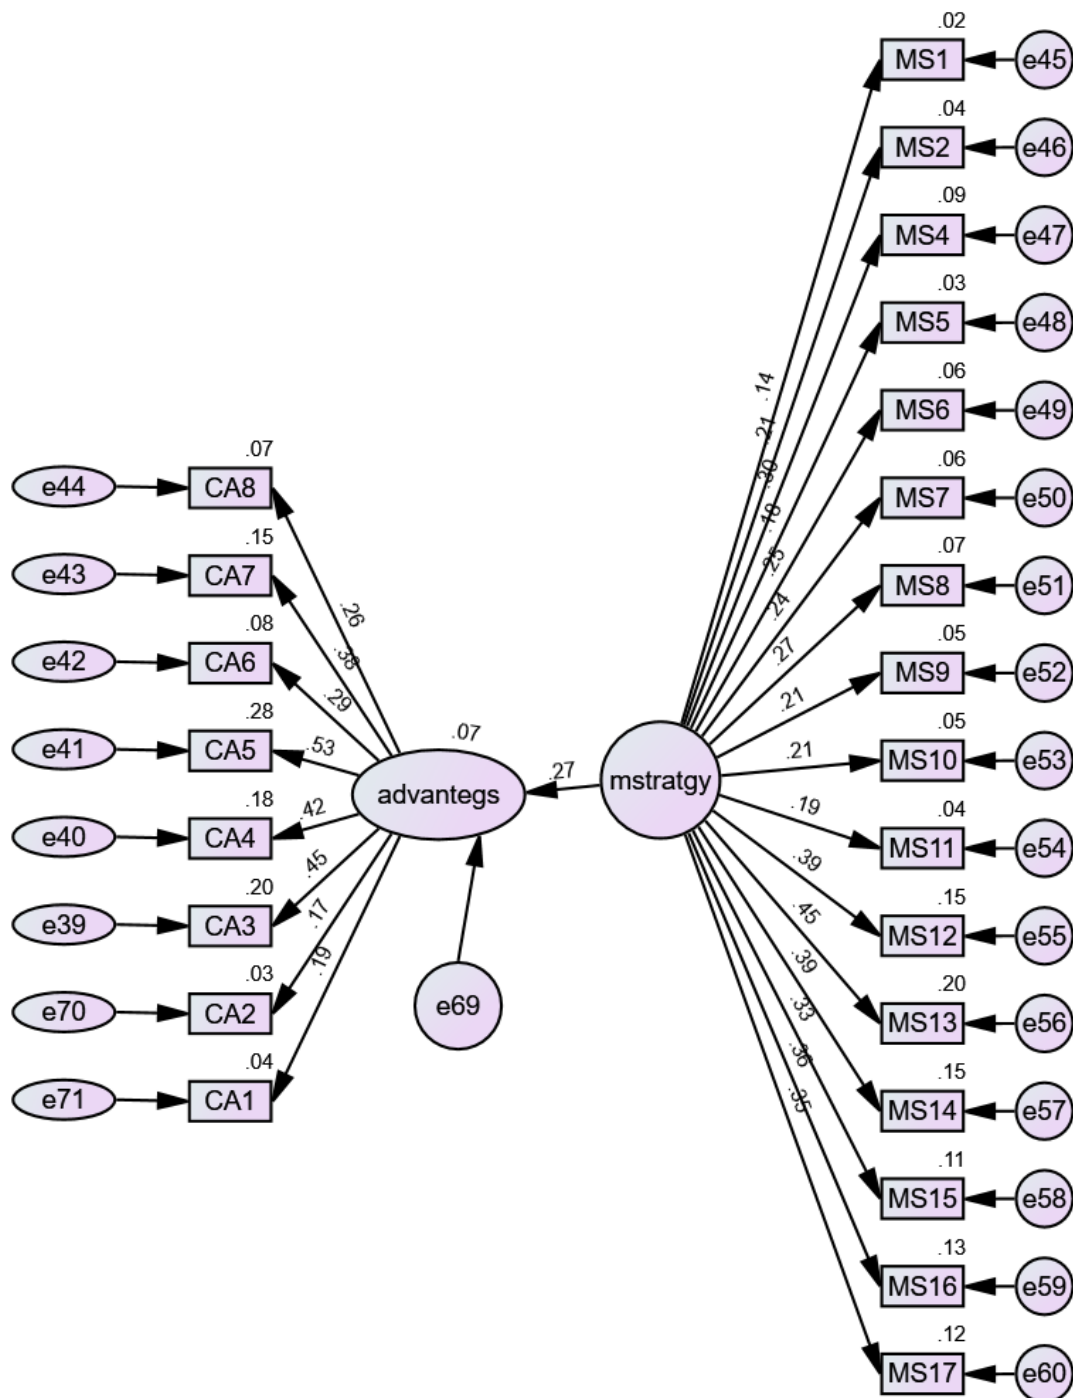 .02
MS1
e45
.04
MS2
e46
.09
MS4
e47
.03
MS5
e48
.06
MS6
e49
.06
MS7
e50
.07
MS8
e51
.05
MS9
e52
.05
MS10
e53
.04
MS11
e54
.15
MS12
e55
.20
MS13
e56
.15
MS14
e57
.11
MS15
e58
.13
MS16
e59
.12
MS17
e60
.14
.21
.30
.18
.25
.24
.27
.21
.21
.19
.39
.45
.39
.33
.36
.35
mstratgy
.27
.07
advantegs
e69
.26
.38
.29
.53
.42
.45
.17
.19
.07
e44
CA8
.15
e43
CA7
.08
e42
CA6
.28
e41
CA5
.18
e40
CA4
.20
e39
CA3
.03
e70
CA2
.04
e71
CA1